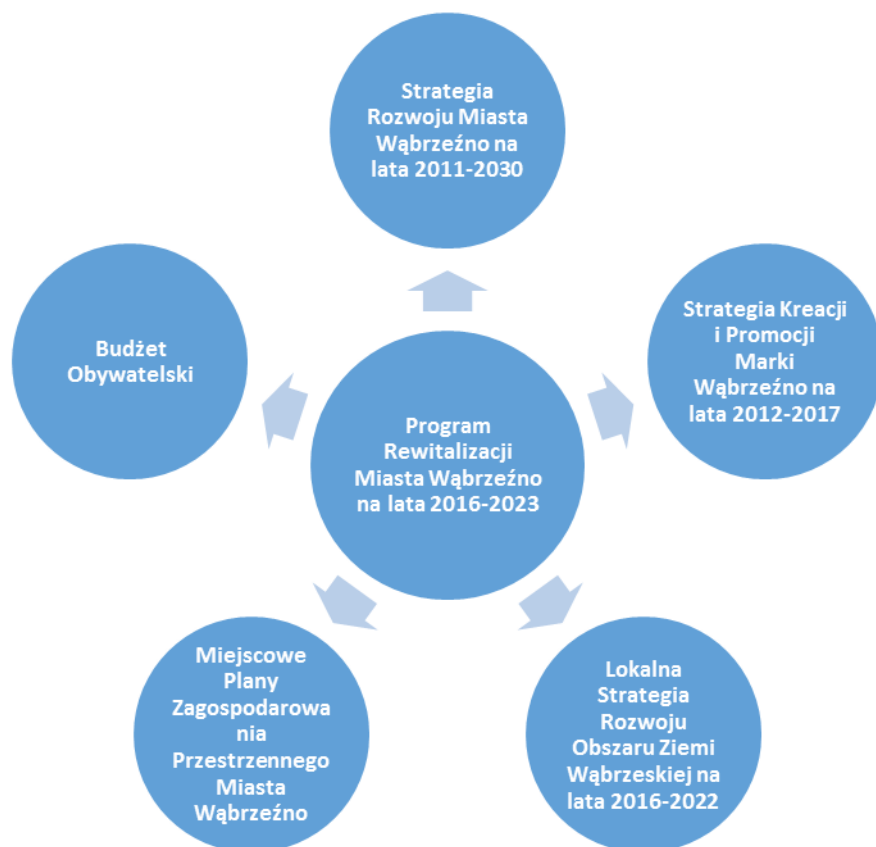 Strategia
Rozwoju Miasta
Wąbrzeźno na
lata 2011-2030
Strategia Kreacji
i Promocji
Marki
Wąbrzeźno na
lata 2012-2017
Budżet
Obywatelski
Program
Rewitalizacji
Miasta Wąbrzeźno
na lata 2016-2023
Miejscowe
Plany
Zagospodarowa
nia
Przestrzennego
Miasta
Wąbrzeźno
Lokalna
Strategia
Rozwoju
Obszaru Ziemi
Wąbrzeskiej na
lata 2016-2022